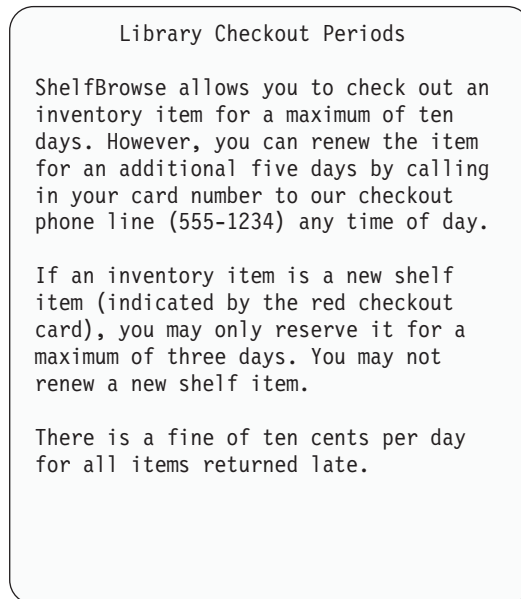 Library Checkout Periods
ShelfBrowse allows you to check out an
inventory item for a maximum of ten
days. However, you can renew the item
for an additional five days by calling
in your card number to our checkout
phone line (555-1234) any time of day.
If an inventory item is a new shelf
item (indicated by the red checkout
card), you may only reserve it for a
maximum of three days. You may not
renew a new shelf item.
There is a fine of ten cents per day
for all items returned late.